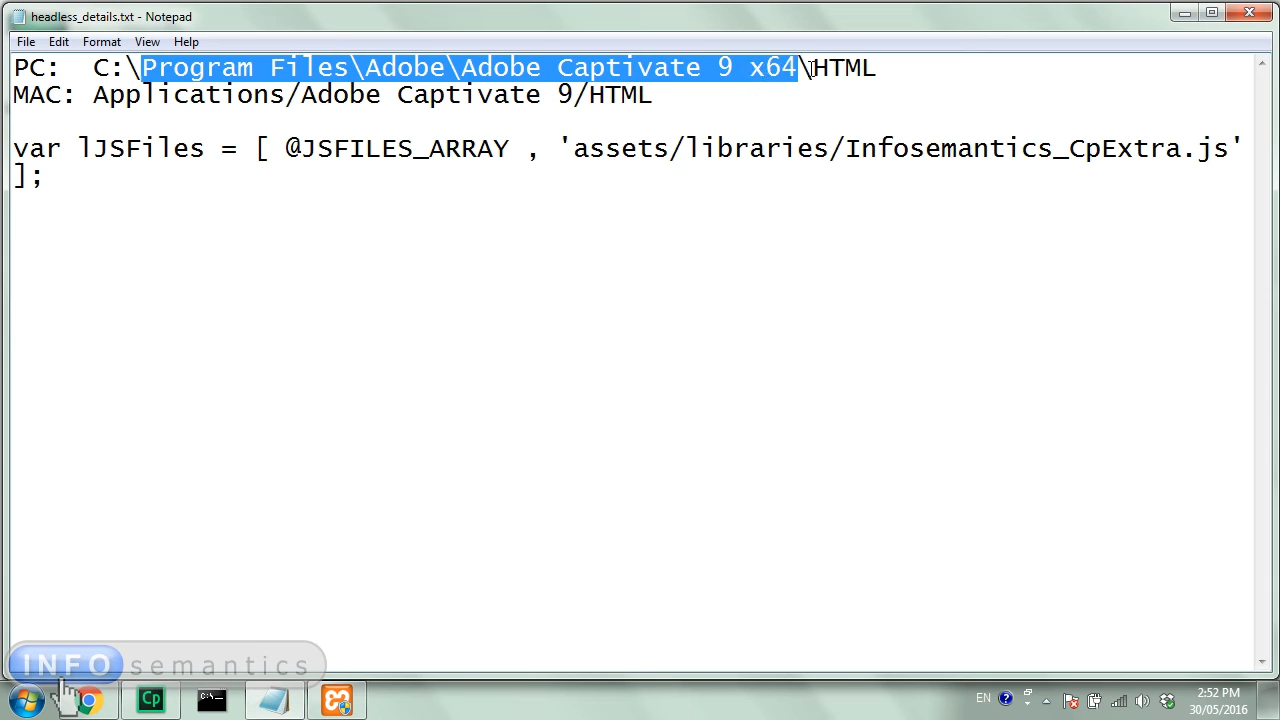 headless_details.txt - Notepad
File Edit Format View Help
PC:  C:\Program Files\Adobe\Adobe Captivate 9 x64\HTML
MAC: Applications/Adobe Captivate 9/HTML
var lJSFiles = [ @JSFILES_ARRAY , 'assets/libraries/Infosemantics_CpExtra.js'
];
INFOsemantics
Cp
C:\
EN
2:52 PM
30/05/2016